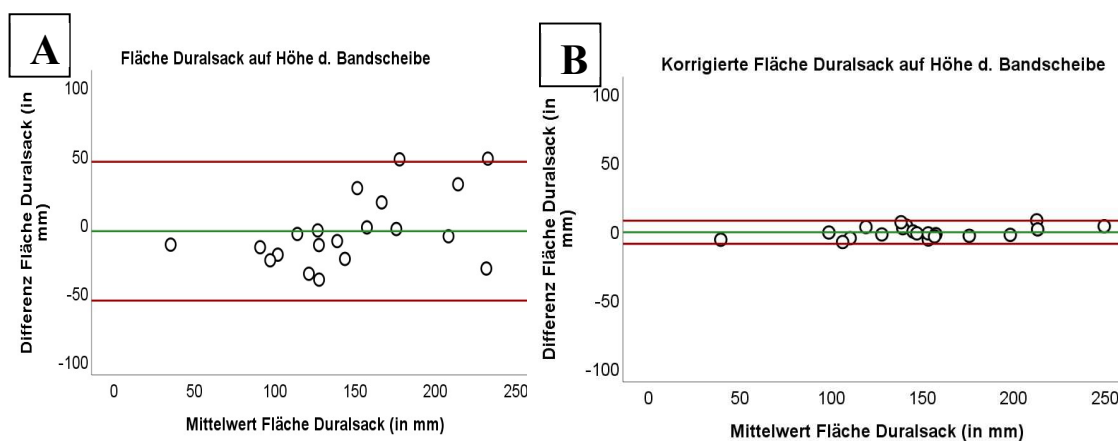 A
Fläche Duralsack auf Höhe d. Bandscheibe
Differenz Fläche Duralsack (in
mm)
100
50
0
-50
-100
0 50 100 150 200 250
Mittelwert Fläche Duralsack (in mm)
B
Korrigierte Fläche Duralsack auf Höhe d. Bandscheibe
Differenz Fläche Duralsack (in
mm)
100
50
0
-50
-100
0 50 100 150 200 250
Mittelwert Fläche Duralsack (in mm)